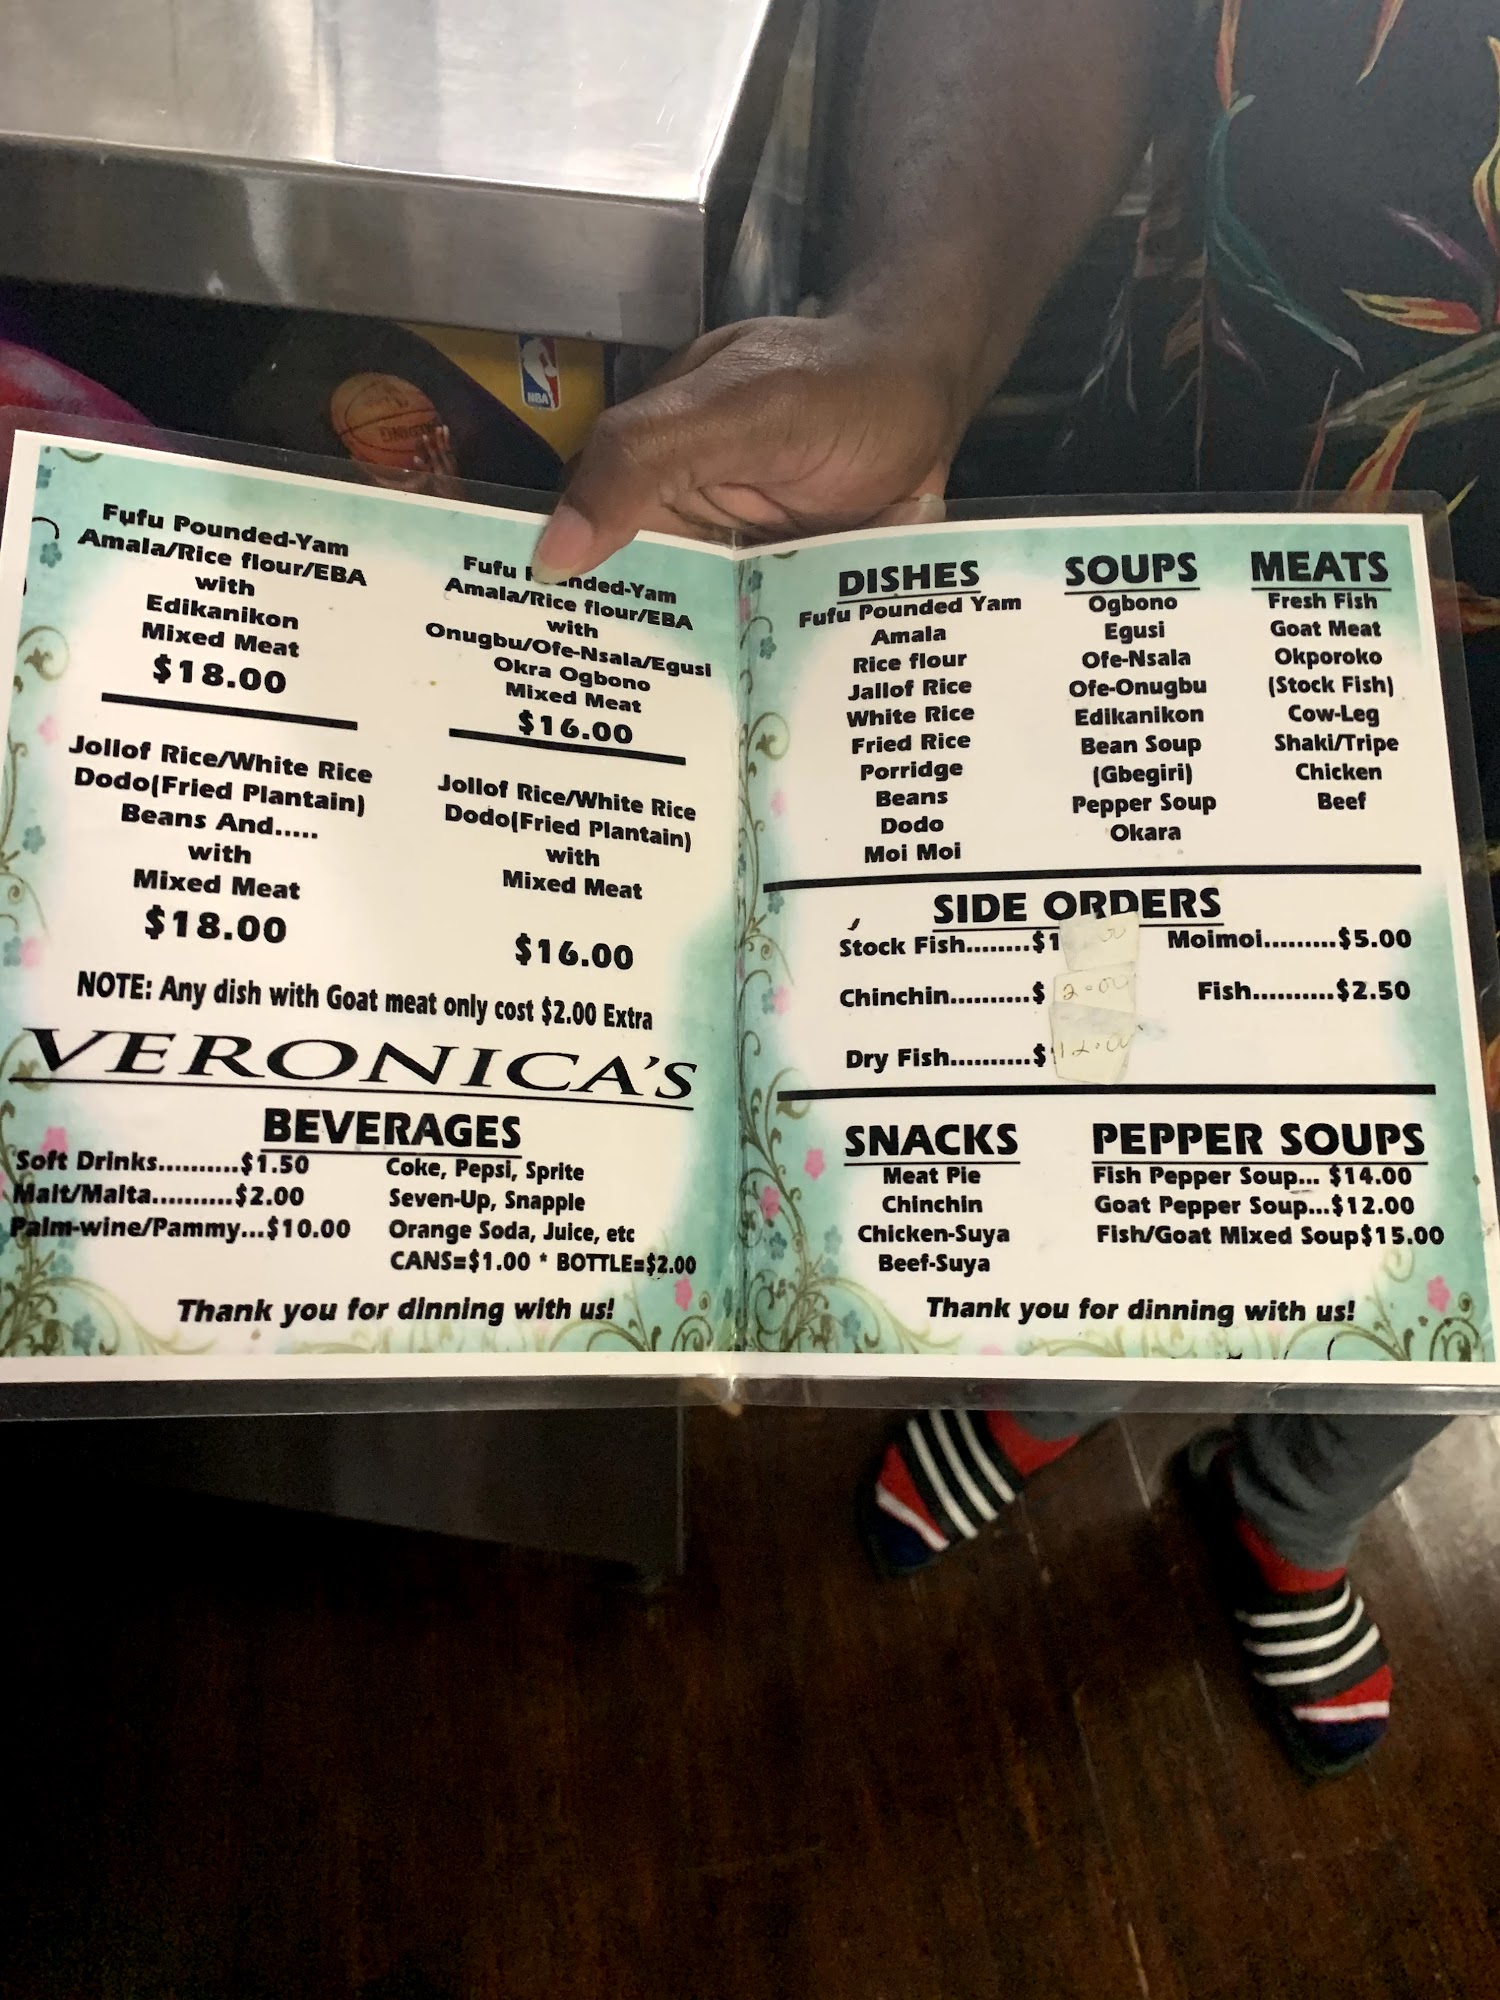 NBA
Fufu Pounded-Yam
Amala/Rice flour/EBA
with
Edikanikon
Mixed Meat
$18.00
Jollof Rice/White Rice
Dodo(Fried Plantain)
Beans And.....
with
Mixed Meat
$18.00
Fufu
Amala/Rice flour/EBA
with
Onugbu/Ofe-Nsala/Egusi
Okra Ogbono
Mixed Meat
$16.00
Jollof Rice/White Rice
Dodo(Fried Plantain)
with
Mixed Meat
$16.00
NOTE: Any dish with Goat meat only cost $2.00 Extra
VERONICA'S
BEVERAGES
Soft Drinks..........$1.50
Malt/Malta..........$2.00
Palm-wine/Pammy...$10.00
Coke, Pepsi, Sprite
Seven-Up, Snapple
Orange Soda, Juice, etc
CANS=$1.00 * BOTTLE=$2.00
Thank you for dinning with us!
DISHES
Fufu Pounded Yam
Amala
Rice flour
Jallof Rice
White Rice
Fried Rice
Porridge
Beans
Dodo
Moi Moi
SOUPS
Ogbono
Egusi
Ofe-Nsala
Ofe-Onugbu
Edikanikon
Bean Soup
(Gbegiri)
Pepper Soup
Okara
MEATS
Fresh Fish
Goat Meat
Okporoko
(Stock Fish)
Cow-Leg
Shaki/Tripe
Chicken
Beef
SIDE ORDERS
Stock Fish........$1
Chinchin..........$ 2.00
Dry Fish..........$ 12.00
Moimoi.........$5.00
Fish..........$2.50
SNACKS
Meat Pie
Chinchin
Chicken-Suya
Beef-Suya
PEPPER SOUPS
Fish Pepper Soup... $14.00
Goat Pepper Soup...$12.00
Fish/Goat Mixed Soup$15.00
Thank you for dinning with us!